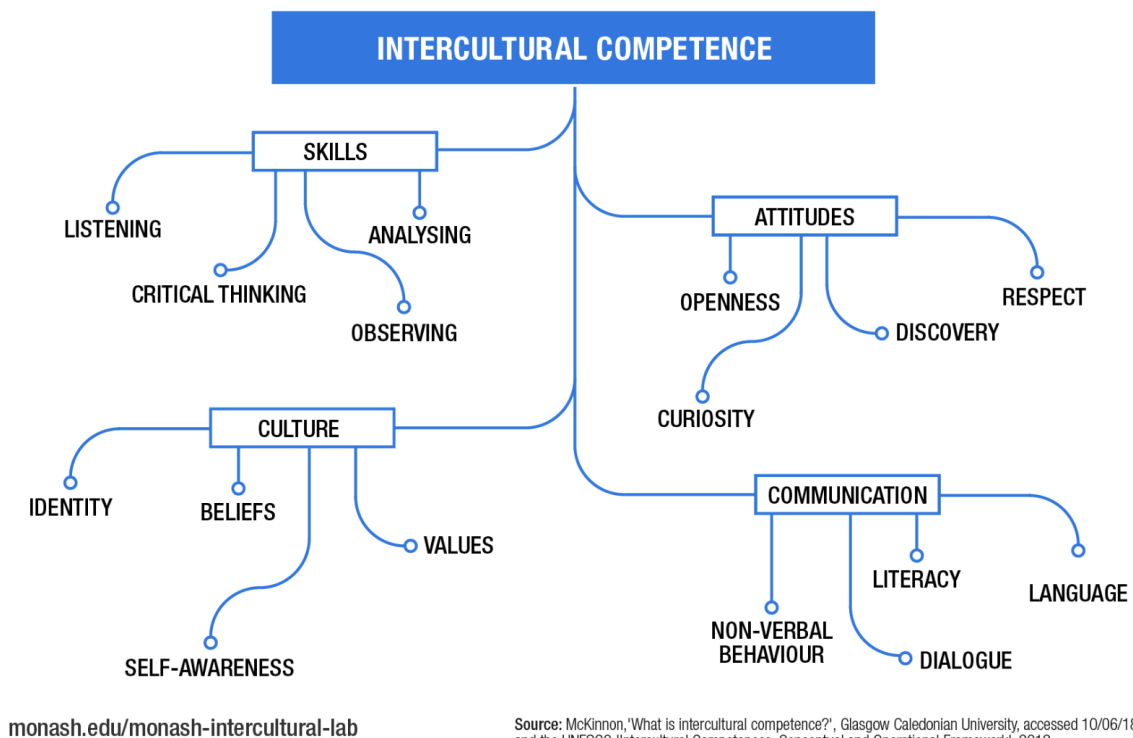 INTERCULTURAL COMPETENCE
SKILLS
LISTENING
ANALYSING
CRITICAL THINKING
OBSERVING
ATTITUDES
OPENNESS
RESPECT
DISCOVERY
CURIOSITY
CULTURE
IDENTITY
BELIEFS
VALUES
SELF-AWARENESS
COMMUNICATION
LITERACY
LANGUAGE
NON-VERBAL
BEHAVIOUR
DIALOGUE
monash.edu/monash-intercultural-lab
Source: McKinnon,'What is intercultural competence?', Glasgow Caledonian University, accessed 10/06/18